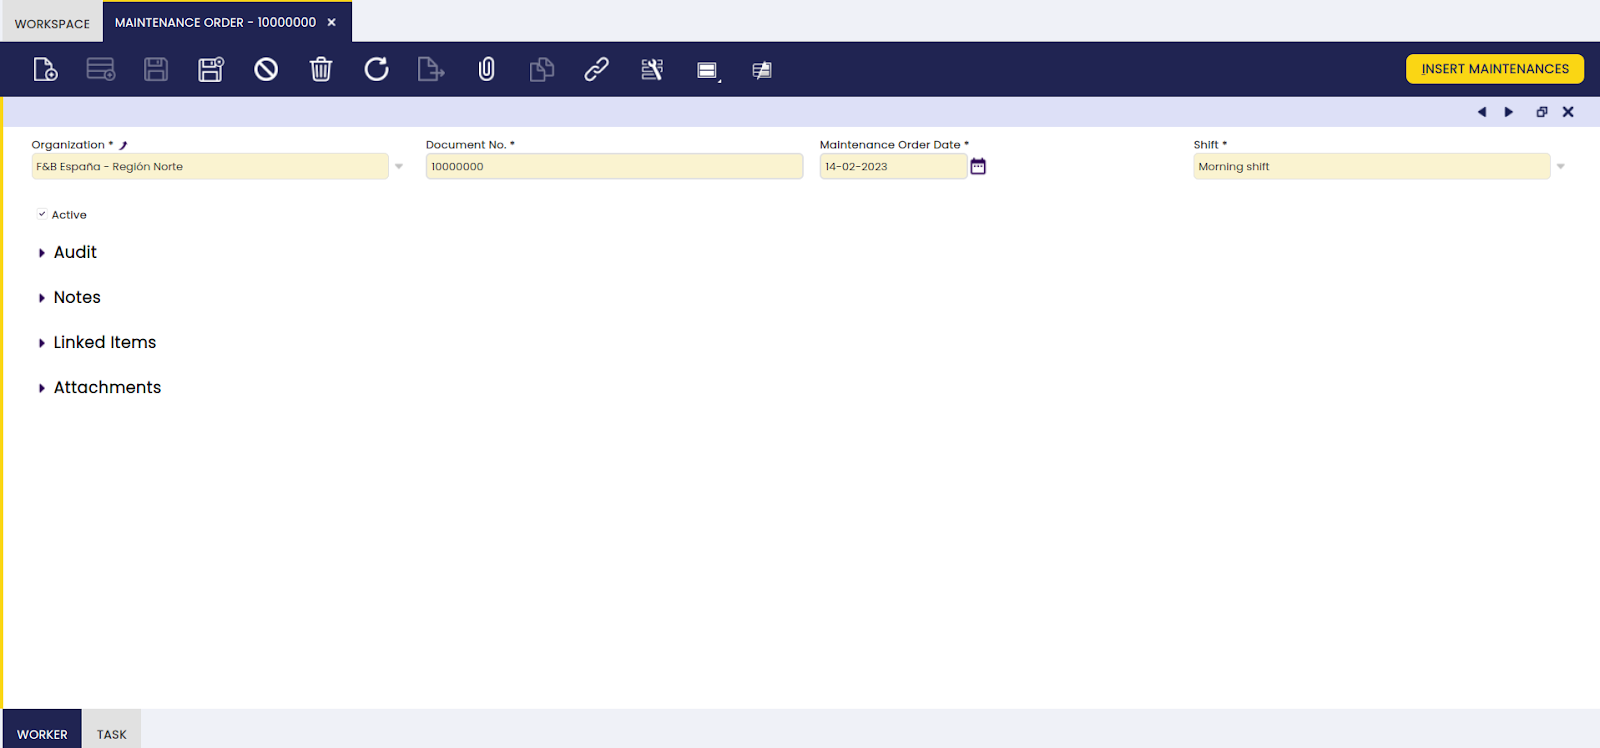 WORKSPACE
MAINTENANCE ORDER - 10000000
INSERT MAINTENANCES
Organization * Document No. * Maintenance Order Date * Shift *
F&B España - Región Norte 10000000 14-02-2023 Morning shift
Active
Audit
Notes
Linked Items
Attachments
WORKER TASK